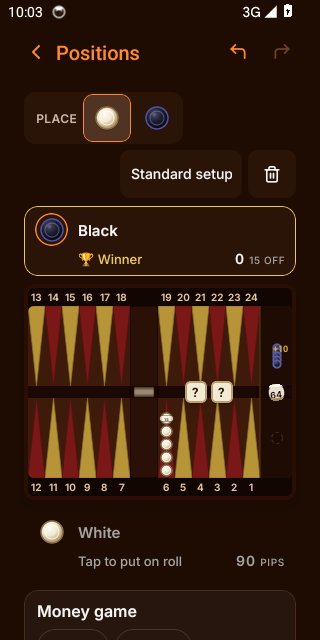 10:03
3G
Positions
PLACE
Standard setup
Black
🏆 Winner
0 15 OFF
13 14 15 16 17 18 19 20 21 22 23 24
+10
? ?
64
12 11 10 9 8 7 6 5 4 3 2 1
White
Tap to put on roll
90 PIPS
Money game